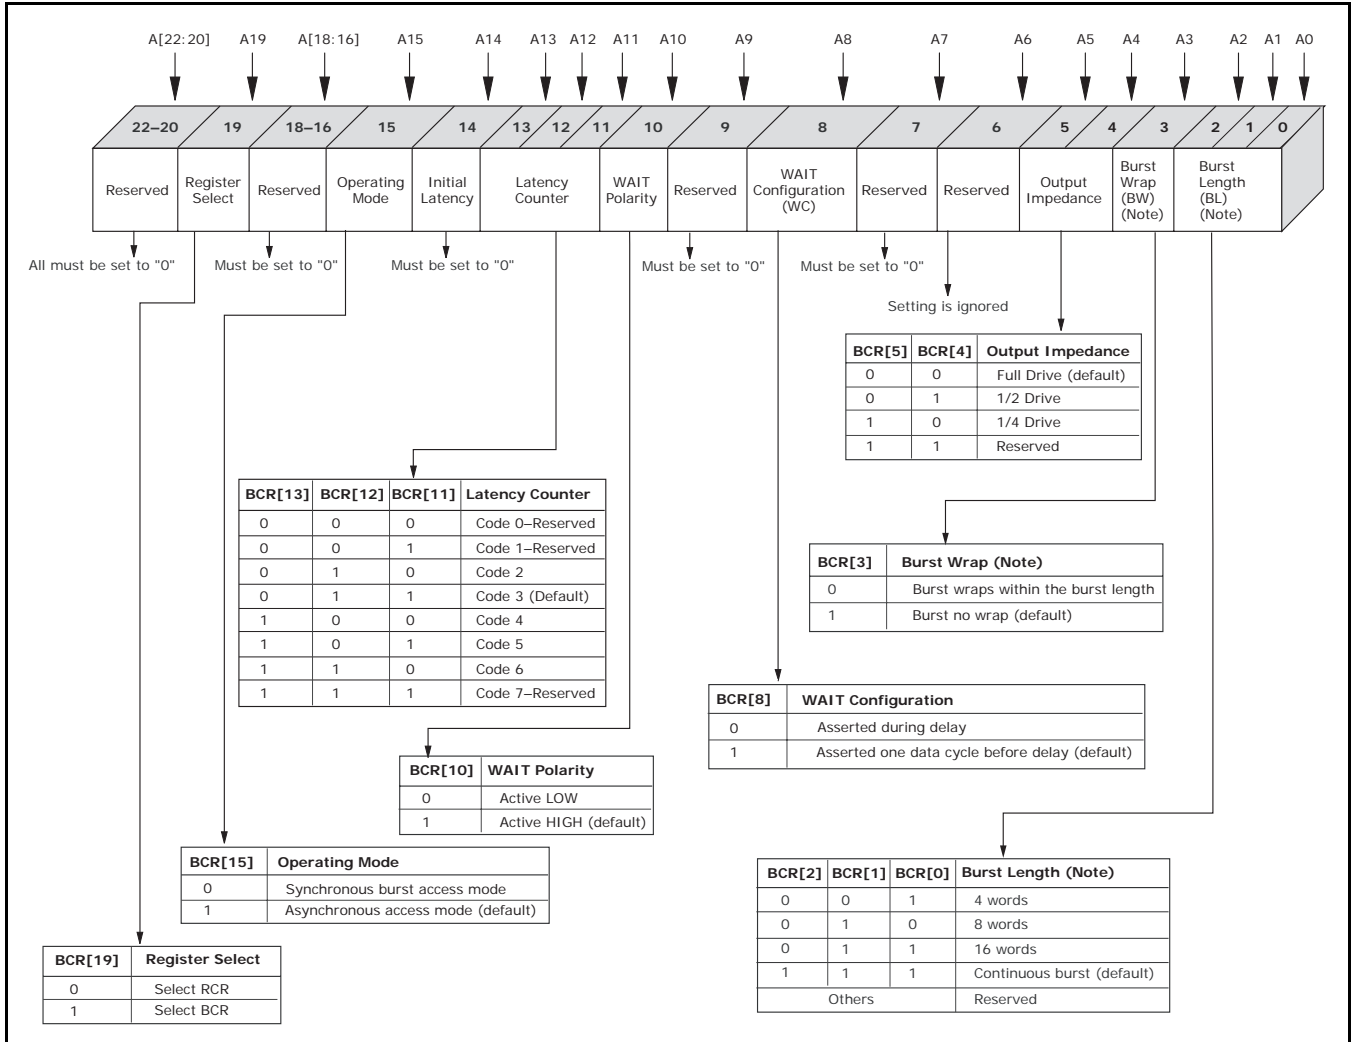 A[22:20] A19 A[18:16] A15 A14 A13 A12 A11 A10 A9 A8 A7 A6 A5 A4 A3 A2 A1 A0
22–20 19 18–16 15 14 13 12 11 10 9 8 7 6 5 4 3 2 1 0
Reserved
Register
Select
Reserved
Operating
Mode
Initial
Latency
Latency
Counter
WAIT
Polarity
Reserved
WAIT
Configuration
(WC)
Reserved
Reserved
Output
Impedance
Burst
Wrap
(BW)
(Note)
Burst
Length
(BL)
(Note)
All must be set to "0"
Must be set to "0"
Must be set to "0"
Must be set to "0"
Must be set to "0"
Setting is ignored
BCR[5] BCR[4] Output Impedance
0 0 Full Drive (default)
0 1 1/2 Drive
1 0 1/4 Drive
1 1 Reserved
BCR[13] BCR[12] BCR[11] Latency Counter
0 0 0 Code 0–Reserved
0 0 1 Code 1–Reserved
0 1 0 Code 2
0 1 1 Code 3 (Default)
1 0 0 Code 4
1 0 1 Code 5
1 1 0 Code 6
1 1 1 Code 7–Reserved
BCR[3] Burst Wrap (Note)
0 Burst wraps within the burst length
1 Burst no wrap (default)
BCR[8] WAIT Configuration
0 Asserted during delay
1 Asserted one data cycle before delay (default)
BCR[10] WAIT Polarity
0 Active LOW
1 Active HIGH (default)
BCR[15] Operating Mode
0 Synchronous burst access mode
1 Asynchronous access mode (default)
BCR[2] BCR[1] BCR[0] Burst Length (Note)
0 0 1 4 words
0 1 0 8 words
0 1 1 16 words
1 1 1 Continuous burst (default)
Others Reserved
BCR[19] Register Select
0 Select RCR
1 Select BCR